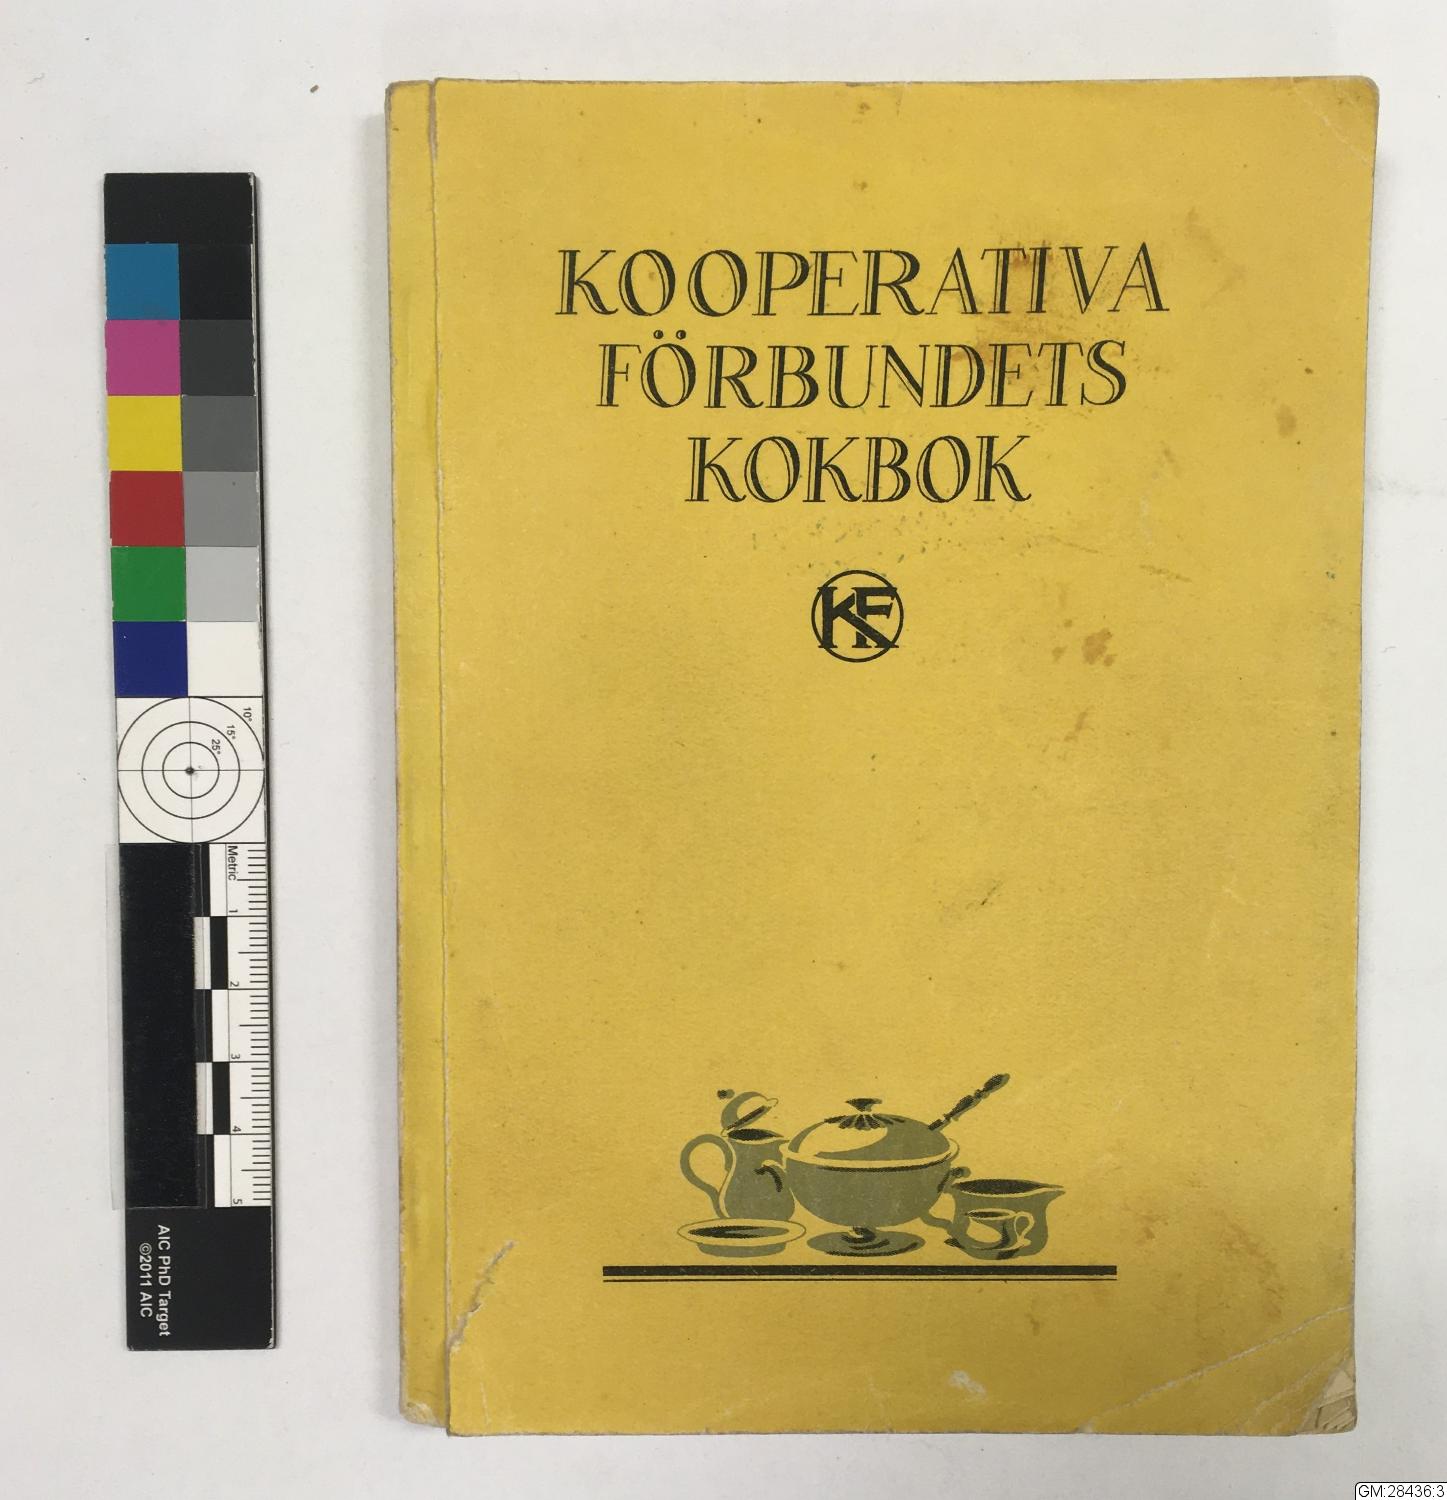 KOOPERATIVA
FÖRBUNDETS
KOKBOK
KF
10°
15°
25°
Metric
1
2
3
4
5
AIC PhD Target
©2011 AIC
GM:28436:3